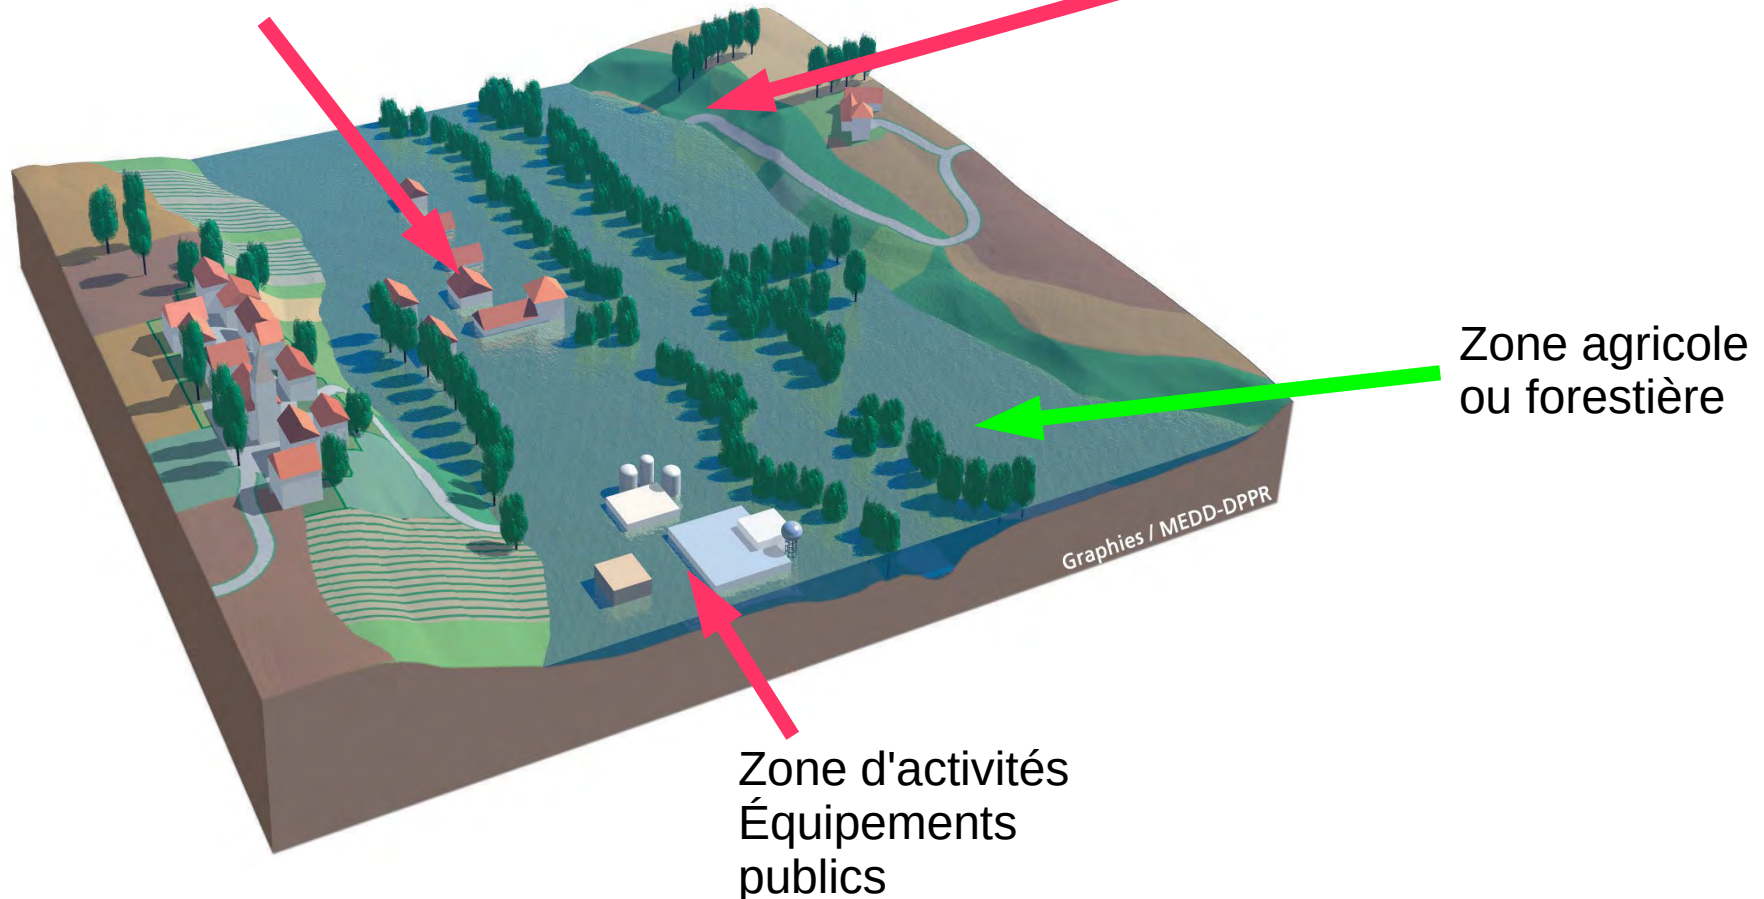 Zone agricole
ou forestière
Graphies / MEDD-DPPR
Zone d'activités
Équipements
publics